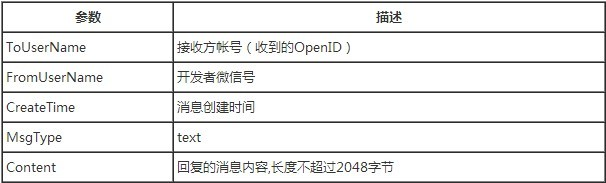 参数 描述
ToUserName 接收方帐号（收到的OpenID）
FromUserName 开发者微信号
CreateTime 消息创建时间
MsgType text
Content 回复的消息内容,长度不超过2048字节